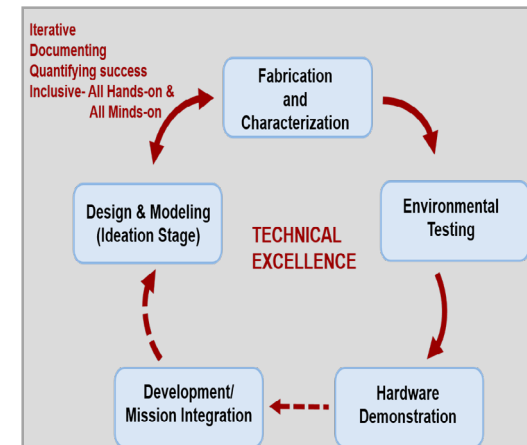 Iterative
Documenting
Quantifying success
Inclusive- All Hands-on &
All Minds-on
Fabrication
and
Characterization
Design & Modeling
(Ideation Stage)
TECHNICAL
EXCELLENCE
Environmental
Testing
Development/
Mission Integration
Hardware
Demonstration